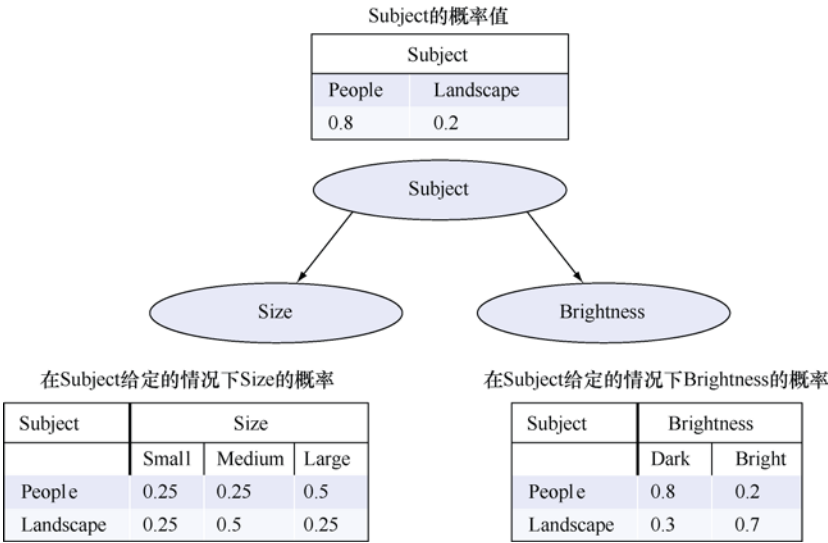 Subject的概率值
Subject
People Landscape
0.8 0.2
Subject
Size
Brightness
在Subject给定的情况下Size的概率
Subject Size
Small Medium Large
People 0.25 0.25 0.5
Landscape 0.25 0.5 0.25
在Subject给定的情况下Brightness的概率
Subject Brightness
Dark Bright
People 0.8 0.2
Landscape 0.3 0.7